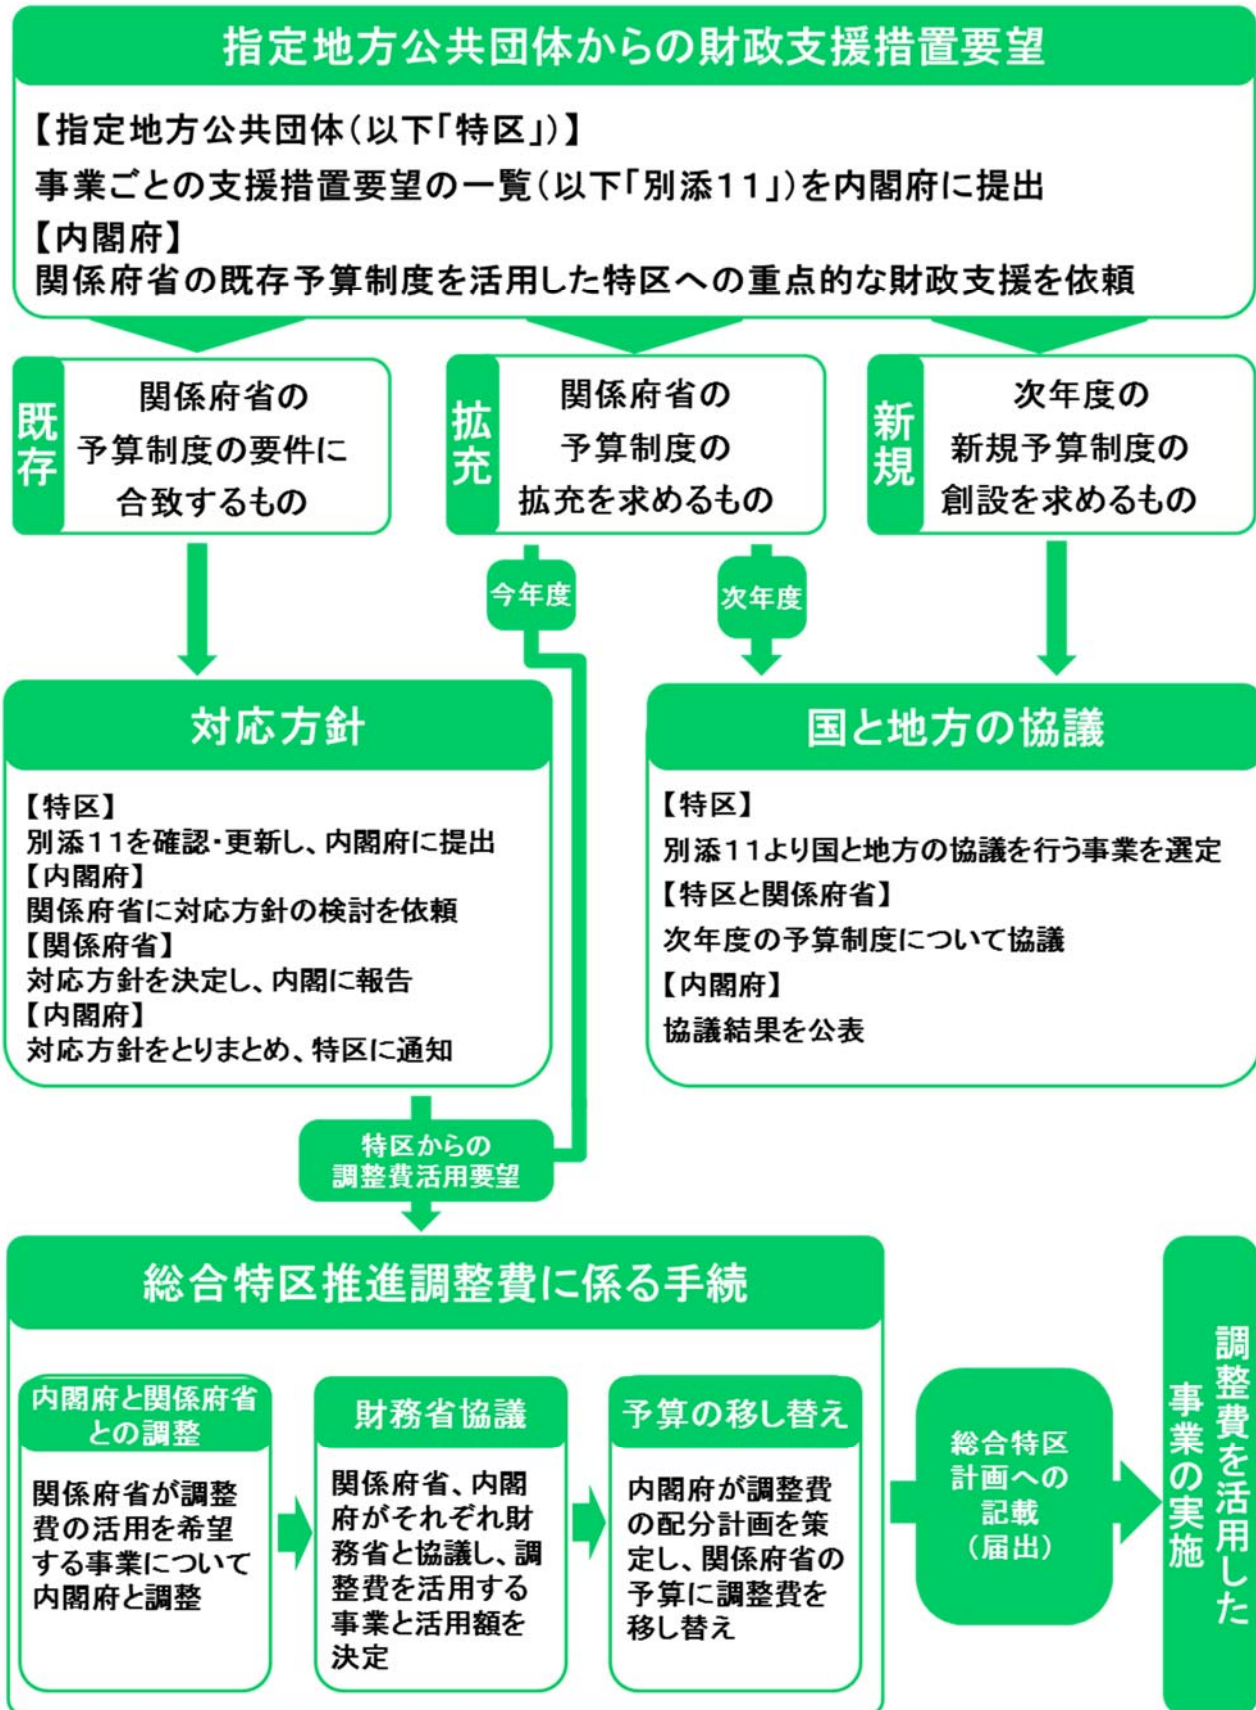 指定地方公共団体からの財政支援措置要望
【指定地方公共団体(以下「特区」)】
事業ごとの支援措置要望の一覧(以下「別添11」)を内閣府に提出
【内閣府】
関係府省の既存予算制度を活用した特区への重点的な財政支援を依頼
既存
関係府省の
予算制度の要件に
合致するもの
拡充
関係府省の
予算制度の
拡充を求めるもの
新規
次年度の
新規予算制度の
創設を求めるもの
今年度
次年度
対応方針
【特区】
別添11を確認・更新し、内閣府に提出
【内閣府】
関係府省に対応方針の検討を依頼
【関係府省】
対応方針を決定し、内閣に報告
【内閣府】
対応方針をとりまとめ、特区に通知
国と地方の協議
【特区】
別添11より国と地方の協議を行う事業を選定
【特区と関係府省】
次年度の予算制度について協議
【内閣府】
協議結果を公表
特区からの
調整費活用要望
総合特区推進調整費に係る手続
内閣府と関係府省
との調整
関係府省が調整
費の活用を希望
する事業について
内閣府と調整
財務省協議
関係府省、内閣
府がそれぞれ財
務省と協議し、調
整費を活用する
事業と活用額を
決定
予算の移し替え
内閣府が調整費
の配分計画を策
定し、関係府省の
予算に調整費を
移し替え
総合特区
計画への
記載
(届出)
調整費を活用した
事業の実施